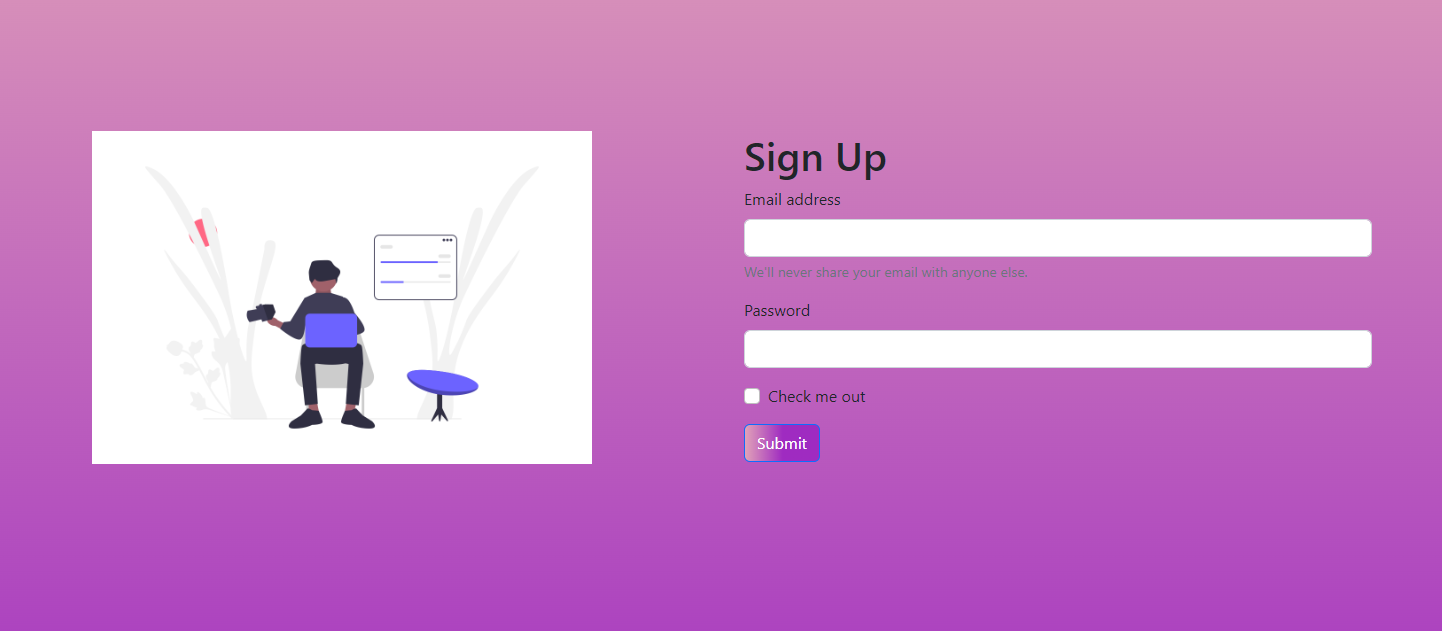 Sign Up
Email address
We'll never share your email with anyone else.
Password
Check me out
Submit